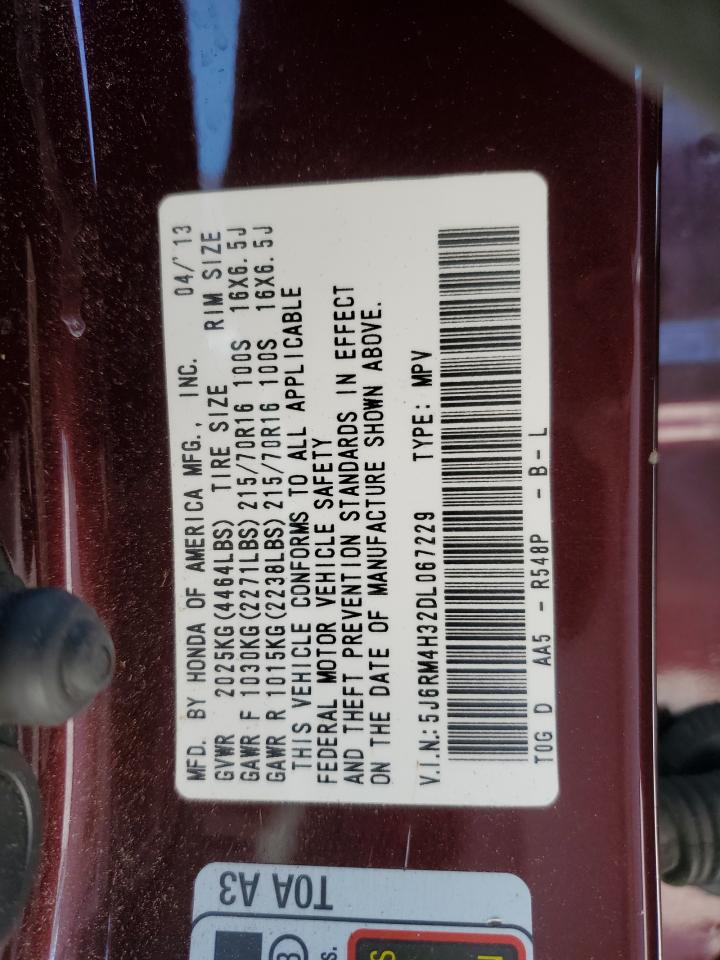 MFD. BY HONDA OF AMERICA MFG., INC. 04/'13
GVWR 2025KG(4464LBS) TIRE SIZE RIM SIZE
GAWR F 1030KG(2271LBS) 215/70R16 100S 16X6.5J
GAWR R 1015KG(2238LBS) 215/70R16 100S 16X6.5J
THIS VEHICLE CONFORMS TO ALL APPLICABLE
FEDERAL MOTOR VEHICLE SAFETY
AND THEFT PREVENTION STANDARDS IN EFFECT
ON THE DATE OF MANUFACTURE SHOWN ABOVE.
V.I.N.:5J6RM4H32DL067229 TYPE: MPV
T0G D AA5 - R548P - B - L
T0A A3